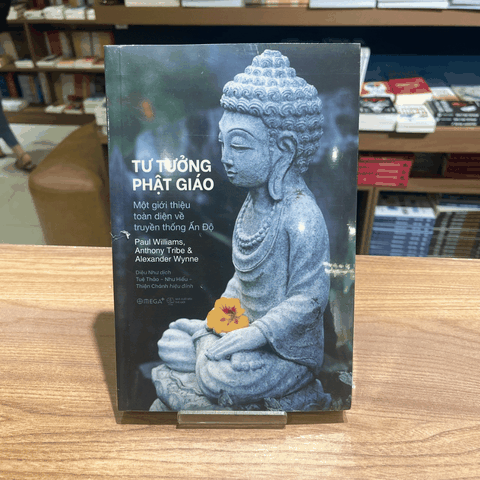 TƯ TƯỞNG
PHẬT GIÁO
Một giới thiệu
toàn diện về
truyền thống Ấn Độ
Paul Williams,
Anthony Tribe &
Alexander Wynne
Diệu Như dịch
Tuệ Thảo - Như Hiếu -
Thiện Chánh hiệu đính
OMEGA+